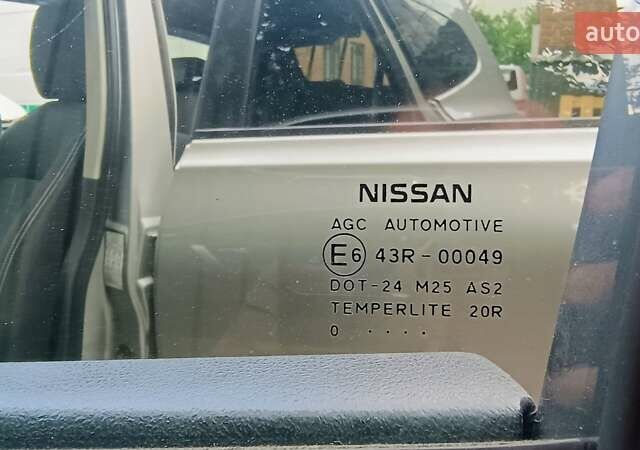 auto
NISSAN
AGC AUTOMOTIVE
E6 43R-00049
DOT-24 M25 AS2
TEMPERLITE 20R
0 ....